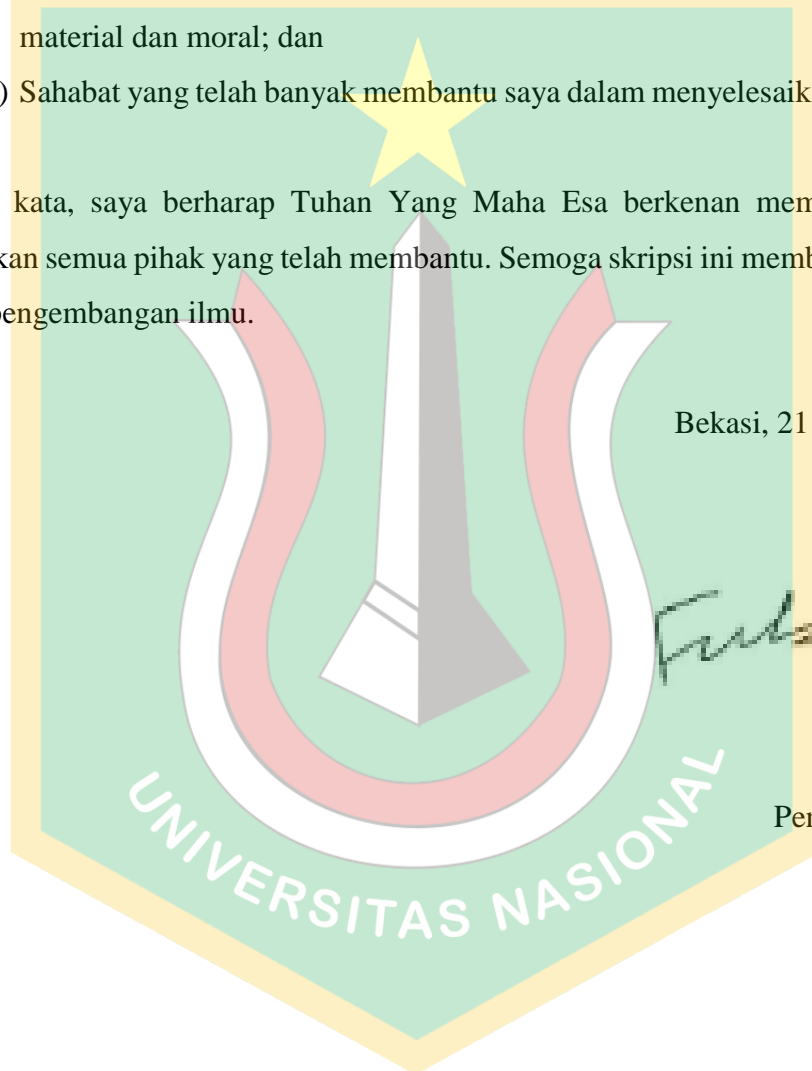 material dan moral; dan
) Sahabat yang telah banyak membantu saya dalam menyelesaik
kata, saya berharap Tuhan Yang Maha Esa berkenan mem
kan semua pihak yang telah membantu. Semoga skripsi ini memb
pengembangan ilmu.
Bekasi, 21
Pen
UNIVERSITAS NASIONAL